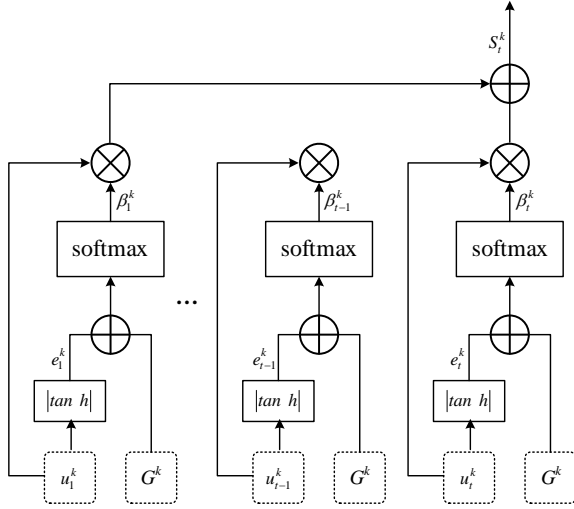 S_t^k
β_1^k β_{t-1}^k β_t^k
softmax softmax softmax
...
e_1^k e_{t-1}^k e_t^k
|tan h| |tan h| |tan h|
u_1^k G^k u_{t-1}^k G^k u_t^k G^k